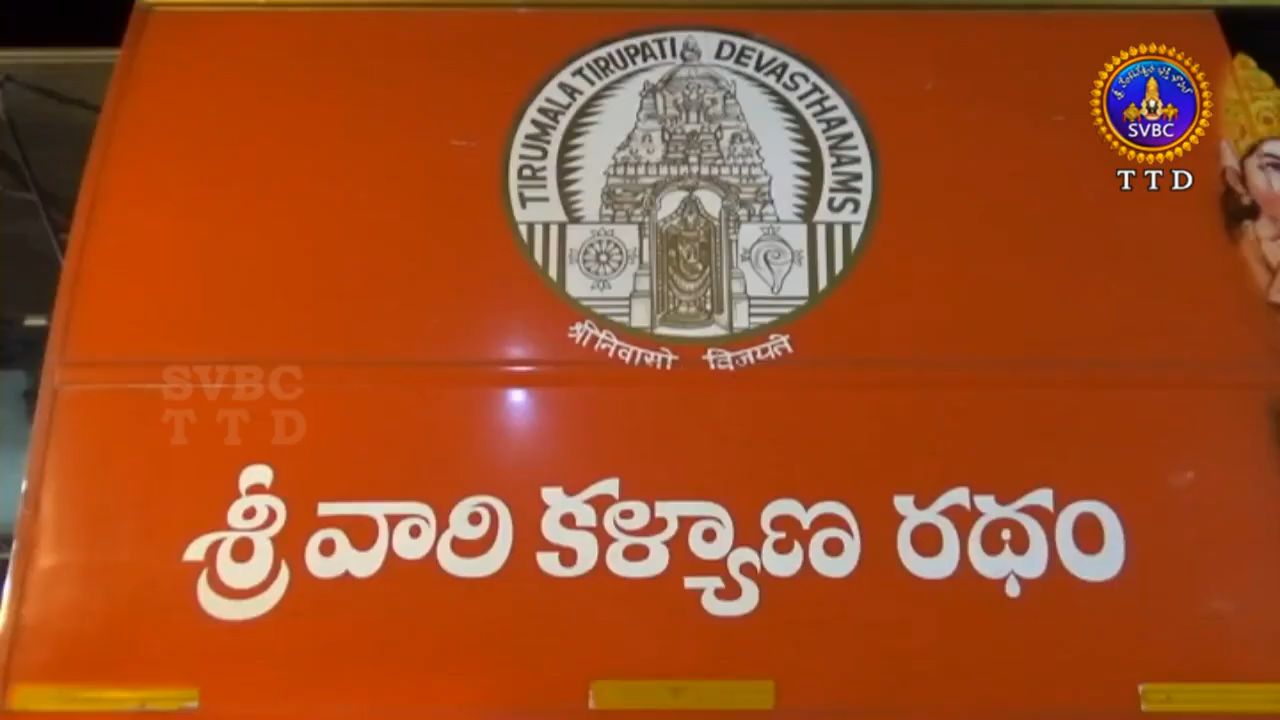 TIRUMALA TIRUPATI DEVASTHANAMS
श्रीनिवासो विजयते
SVBC
TTD
SVBC
TTD
శ్రీవారి కళ్యాణ రథం